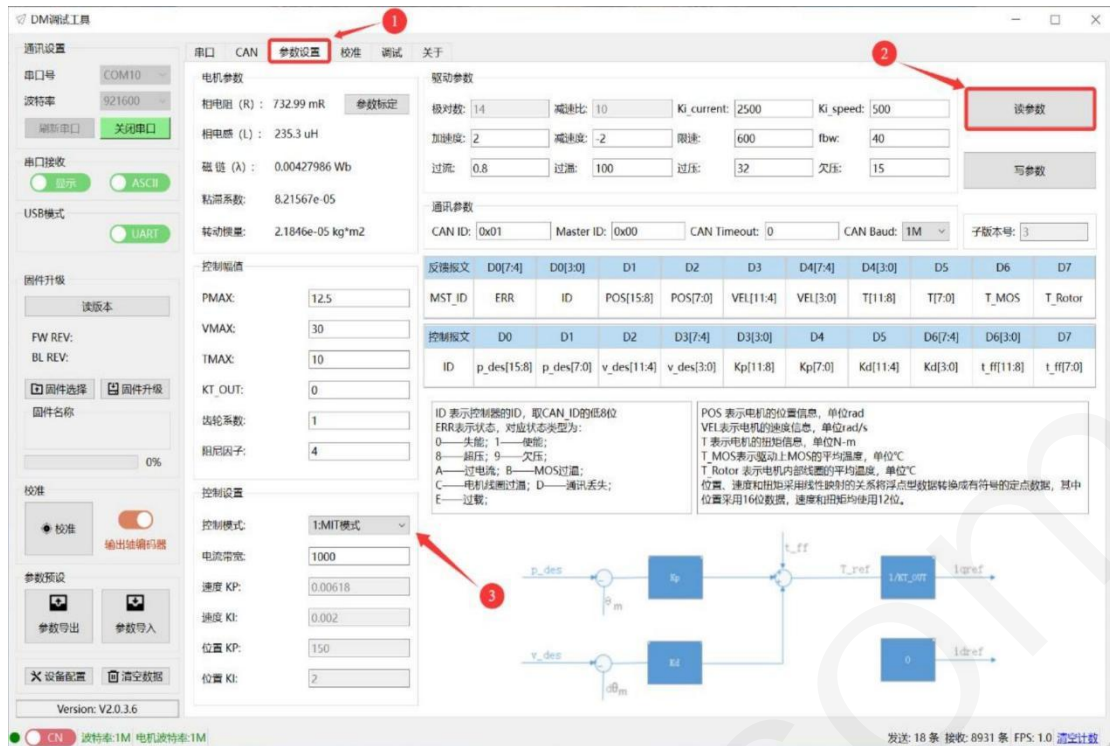 DM调试工具
1
通讯设置
串口号 COM10
波特率 921600
刷新串口 关闭串口
串口接收
显示 ASCII
USB模式
UART
固件升级
读版本
FW REV:
BL REV:
固件选择 固件升级
固件名称
0%
校准
校准 输出轴编码器
参数预设
参数导出 参数导入
设备配置 清空数据
Version: V2.0.3.6
串口 CAN 参数设置 校准 调试 关于
电机参数
相电阻 (R) : 732.99 mR 参数标定
相电感 (L) : 235.3 uH
磁 链 (λ) : 0.00427986 Wb
粘滞系数: 8.21567e-05
转动惯量: 2.1846e-05 kg*m2
控制幅值
PMAX: 12.5
VMAX: 30
TMAX: 10
KT_OUT: 0
齿轮系数: 1
阻尼因子: 4
控制设置
控制模式: 1:MIT模式
电流带宽: 1000
速度 KP: 0.00618
速度 KI: 0.002
位置 KP: 150
位置 KI: 2
3
驱动参数
2
极对数: 14 减速比: 10 Ki_current: 2500 Ki_speed: 500
加速度: 2 减速度: -2 限速: 600 fbw: 40
过流: 0.8 过温: 100 过压: 32 欠压: 15
读参数
写参数
通讯参数
CAN ID: 0x01 Master ID: 0x00 CAN Timeout: 0 CAN Baud: 1M 子版本号: 3
反馈报文 D0[7:4] D0[3:0] D1 D2 D3 D4[7:4] D4[3:0] D5 D6 D7
MST_ID ERR ID POS[15:8] POS[7:0] VEL[11:4] VEL[3:0] T[11:8] T[7:0] T_MOS T_Rotor
控制报文 D0 D1 D2 D3[7:4] D3[3:0] D4 D5 D6[7:4] D6[3:0] D7
ID p_des[15:8] p_des[7:0] v_des[11:4] v_des[3:0] Kp[11:8] Kp[7:0] Kd[11:4] Kd[3:0] t_ff[11:8] t_ff[7:0]
ID 表示控制器的ID，取CAN_ID的低8位
ERR表示状态，对应状态类型为：
0——失能；1——使能；
8——超压；9——欠压；
A——过电流；B——MOS过温；
C——电机线圈过温；D——通讯丢失；
E——过载；
POS 表示电机的位置信息，单位rad
VEL表示电机的速度信息，单位rad/s
T 表示电机的扭矩信息，单位N-m
T_MOS表示驱动上MOS的平均温度，单位℃
T_Rotor 表示电机内部线圈的平均温度，单位℃
位置、速度和扭矩采用线性映射的关系将浮点型数据转换成有符号的定点数据，其中
位置采用16位数据，速度和扭矩均使用12位。
t_ff
p_des Kp T_ref 1/KT_OUT iqref
θm
v_des Kd 0 idref
dθm
CN 波特率:1M 电机波特率:1M
发送: 18 条 接收: 8931 条 FPS: 1.0 清空计数